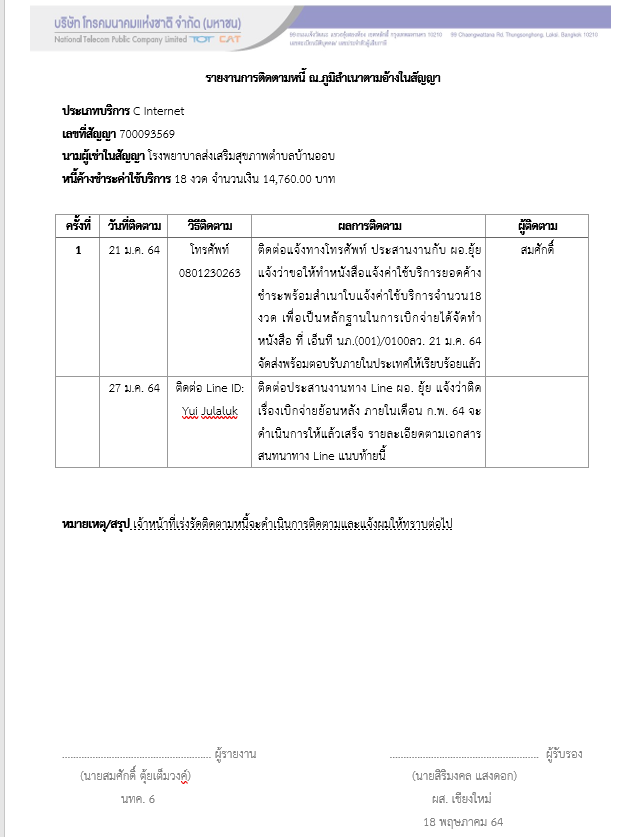 บริษัท โทรคมนาคมแห่งชาติ จำกัด (มหาชน)
National Telecom Public Company Limited TOT CAT
99 ถนนแจ้งวัฒนะ แขวงทุ่งสองห้อง เขตหลักสี่ กรุงเทพมหานคร 10210 99 Chaengwattana Rd, Thungsonghong, Laksi, Bangkok 10210
รายงานการติดตามหนี้ ณ.ภูมิลำเนาตามอ้างในสัญญา
ประเภทบริการ C Internet
เลขที่สัญญา 700093569
นามผู้เช่าในสัญญา โรงพยาบาลส่งเสริมสุขภาพตำบลบ้านออบ
หนี้ค้างชำระค่าใช้บริการ 18 งวด จำนวนเงิน 14,760.00 บาท
ครั้งที่ วันที่ติดตาม วิธีติดตาม ผลการติดตาม ผู้ติดตาม
1 21 ม.ค. 64 โทรศัพท์ ติดต่อแจ้งทางโทรศัพท์ ประสานงานกับ ผอ.ยุ้ย สมศักดิ์
0801230263 แจ้งว่าขอให้ทำหนังสือแจ้งค่าใช้บริการยอดค้าง
ชำระพร้อมสำเนาใบแจ้งค่าใช้บริการจำนวน18
งวด เพื่อเป็นหลักฐานในการเบิกจ่ายได้จัดทำ
หนังสือ ที่ เอ็นที นภ.(001)/0100ลว. 21 ม.ค. 64
จัดส่งพร้อมตอบรับภายในประเทศให้เรียบร้อยแล้ว
27 ม.ค. 64 ติดต่อ Line ID: ติดต่อประสานงานทาง Line ผอ. ยุ้ย แจ้งว่าติด
Yui Julaluk เรื่องเบิกจ่ายย้อนหลัง ภายในเดือน ก.พ. 64 จะ
ดำเนินการให้แล้วเสร็จ รายละเอียดตามเอกสาร
สนทนาทาง Line แนบท้ายนี้
หมายเหตุ/สรุป เจ้าหน้าที่เร่งรัดติดตามหนี้จะดำเนินการติดตามและแจ้งผมให้ทราบต่อไป
ผู้รายงาน ผู้รับรอง
(นายสมศักดิ์ ตุ้ยเต็มวงค์) (นายสิริมงคล แสงดอก)
นทค. 6 ผส. เชียงใหม่
18 พฤษภาคม 64